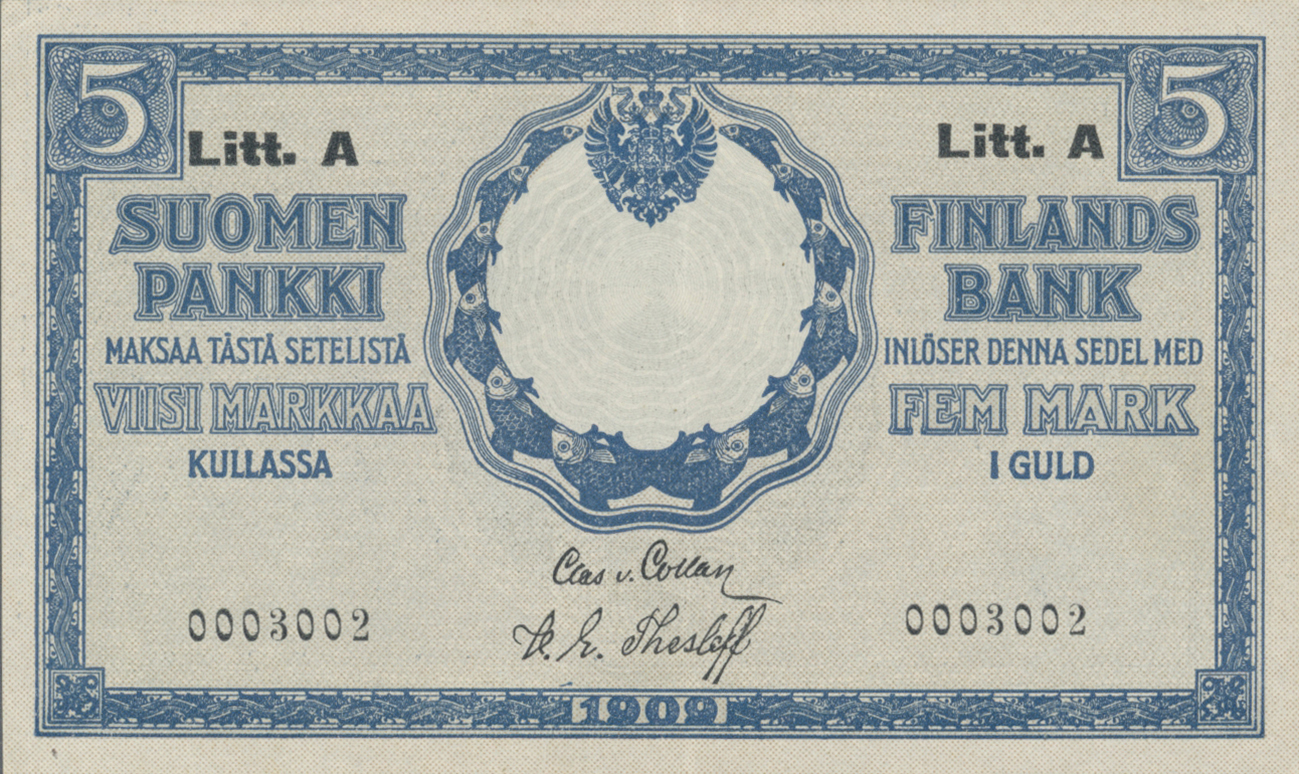 5
5
Litt. A
Litt. A
SUOMEN
PANKKI
MAKSAA TÄSTÄ SETELISTÄ
VIISI MARKKAA
KULLASSA
FINLANDS
BANK
INLÖSER DENNA SEDEL MED
FEM MARK
I GULD
Clas v. Collan
0003002
0003002
A. E. Thesleff
1909